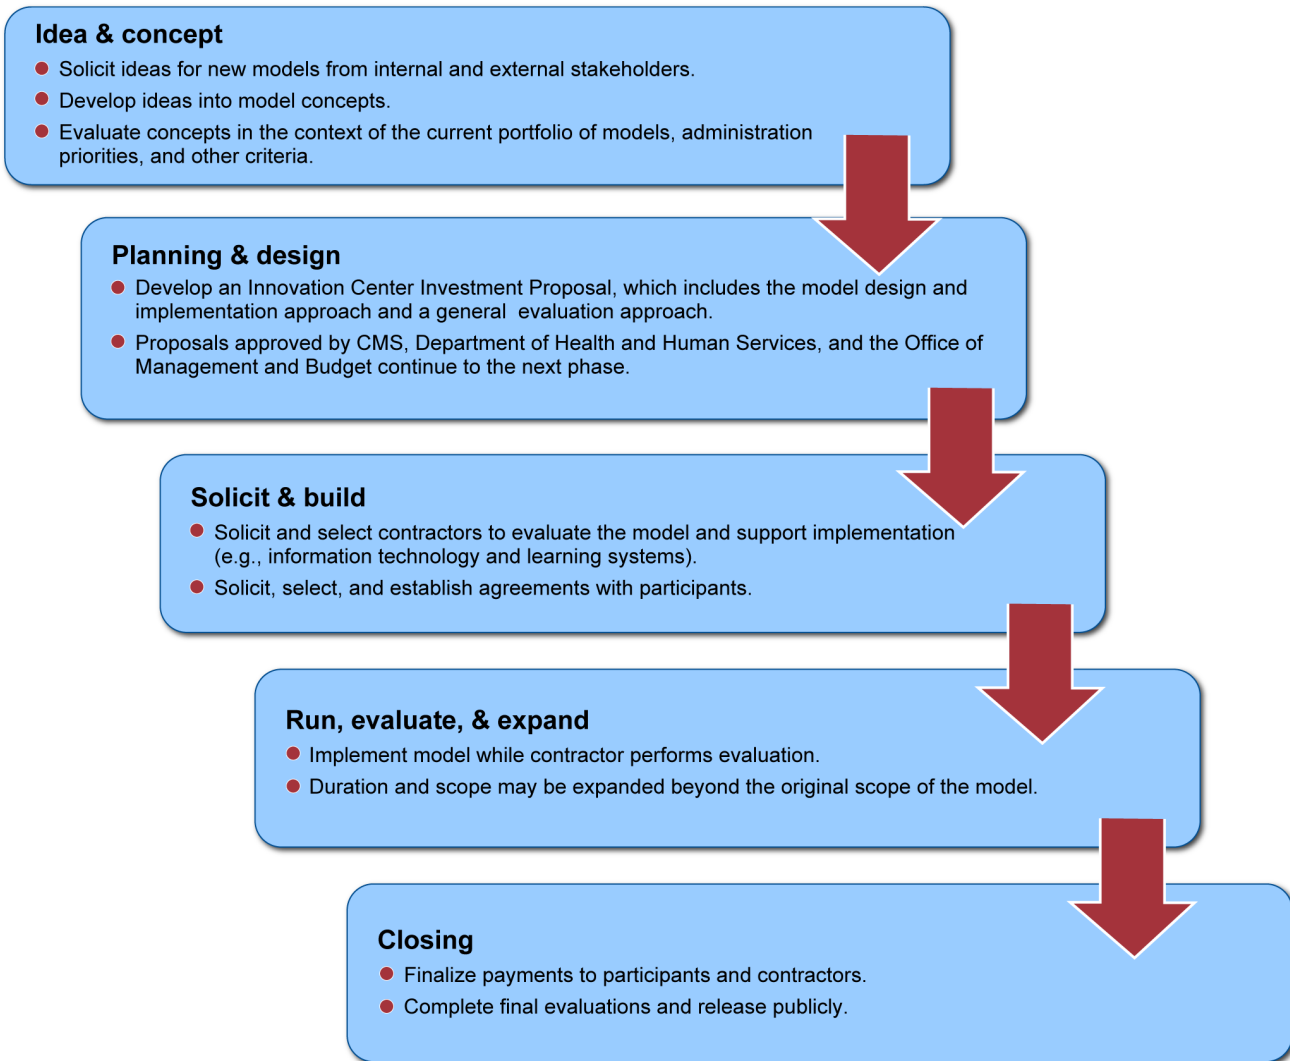 Idea & concept
Solicit ideas for new models from internal and external stakeholders.
Develop ideas into model concepts.
Evaluate concepts in the context of the current portfolio of models, administration
priorities, and other criteria.
Planning & design
Develop an Innovation Center Investment Proposal, which includes the model design and
implementation approach and a general  evaluation approach.
Proposals approved by CMS, Department of Health and Human Services, and the Office of
Management and Budget continue to the next phase.
Solicit & build
Solicit and select contractors to evaluate the model and support implementation
(e.g., information technology and learning systems).
Solicit, select, and establish agreements with participants.
Run, evaluate, & expand
Implement model while contractor performs evaluation.
Duration and scope may be expanded beyond the original scope of the model.
Closing
Finalize payments to participants and contractors.
Complete final evaluations and release publicly.